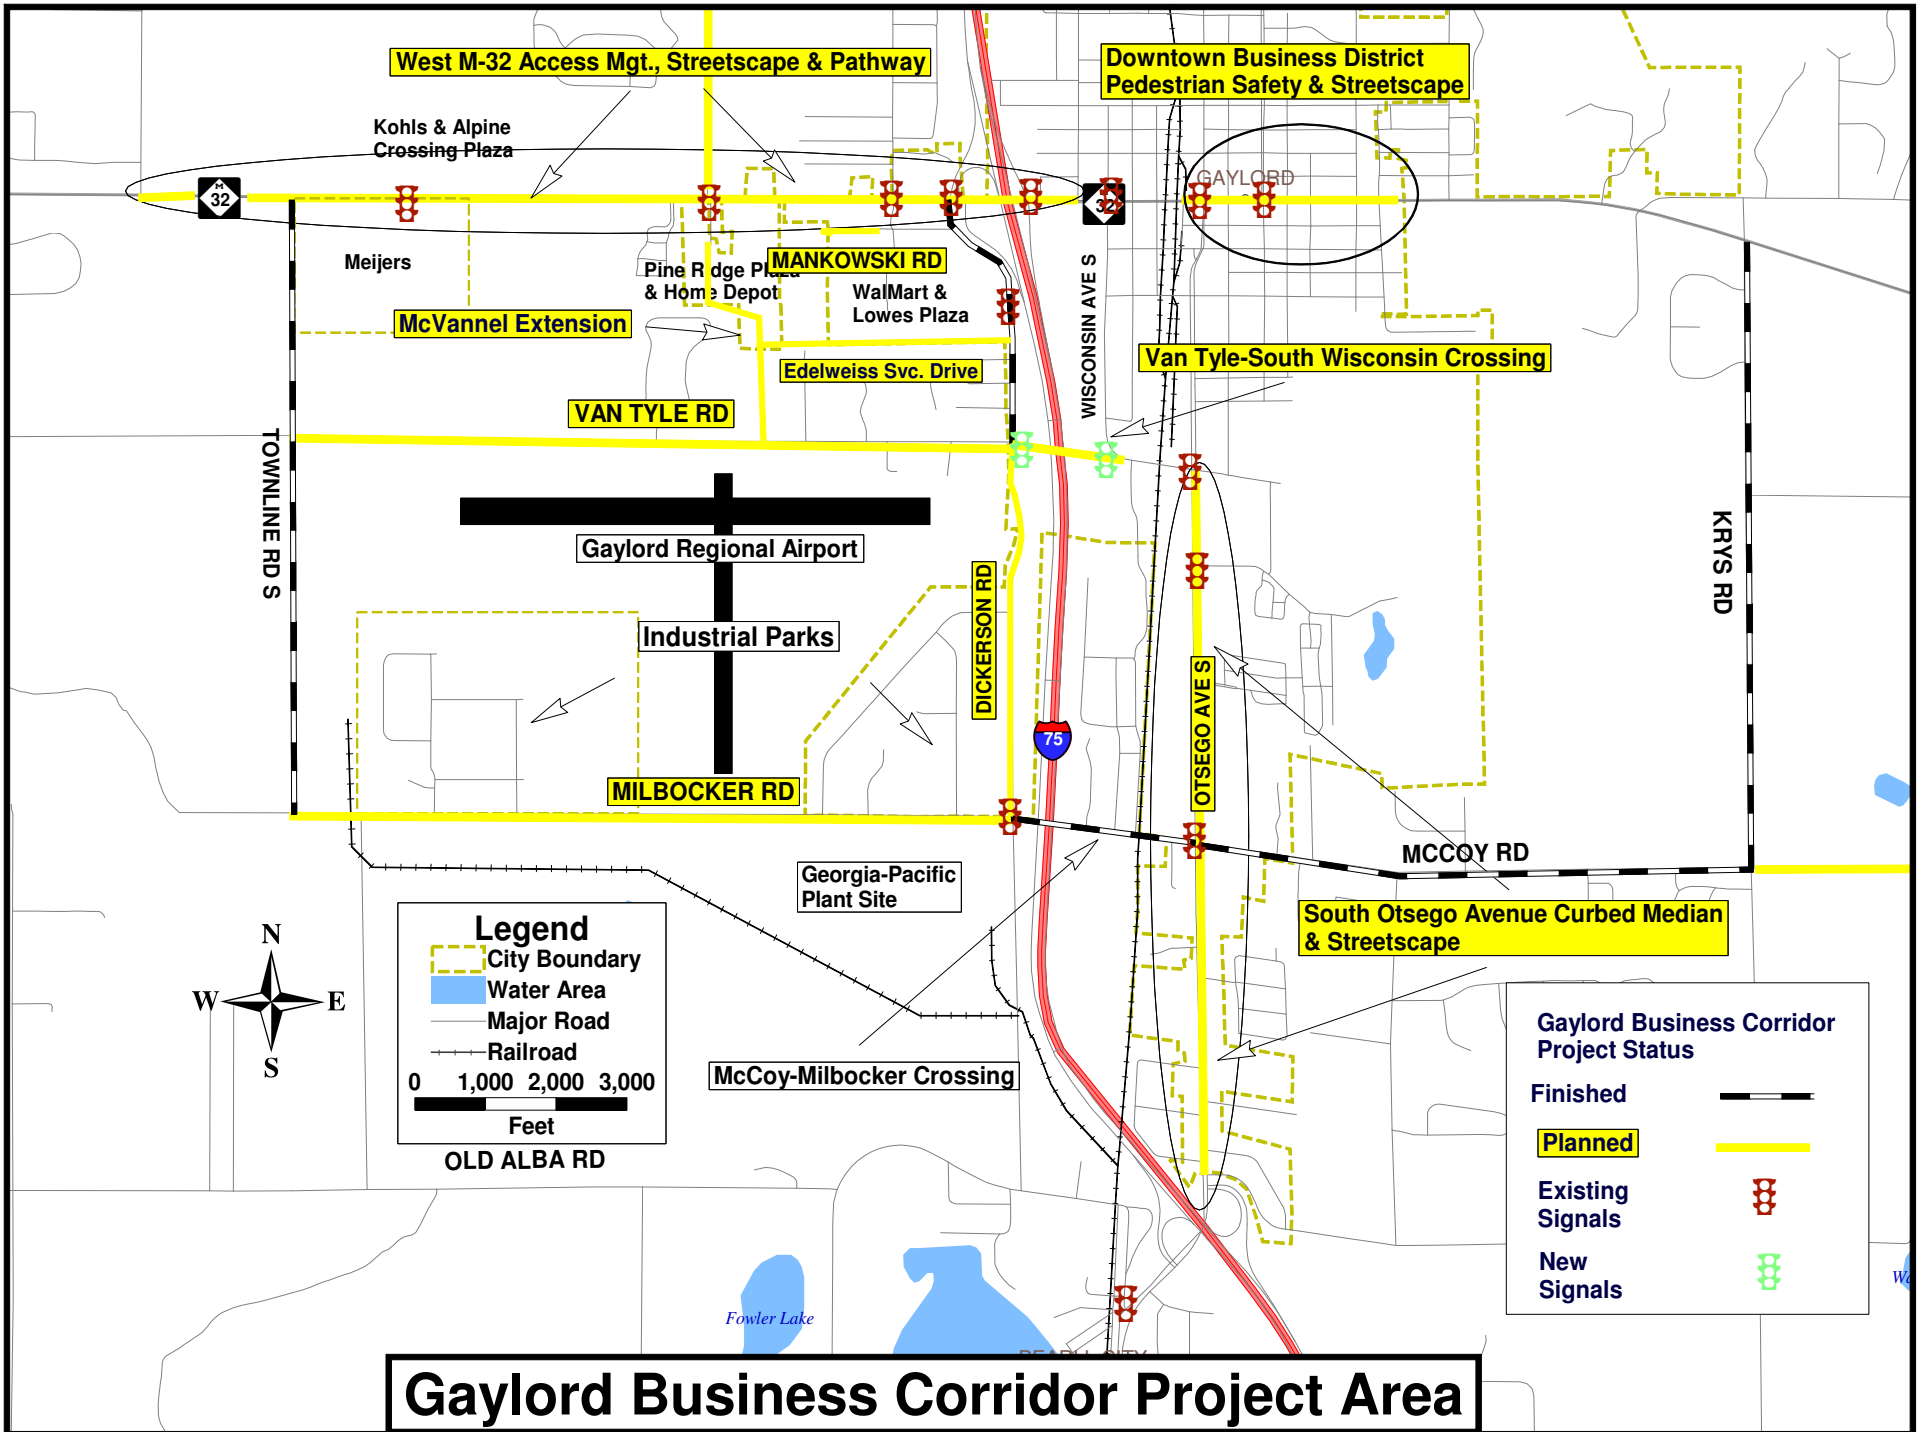 West M-32 Access Mgt., Streetscape & Pathway
Downtown Business District
Pedestrian Safety & Streetscape
Kohls & Alpine
Crossing Plaza
M
32
32
GAYLORD
Meijers
Pine Ridge Plaza
& Home Depot
MANKOWSKI RD
WalMart &
Lowes Plaza
McVannel Extension
Edelweiss Svc. Drive
WISCONSIN AVE S
Van Tyle-South Wisconsin Crossing
VAN TYLE RD
TOWNLINE RD S
Gaylord Regional Airport
KRYS RD
DICKERSON RD
Industrial Parks
OTSEGO AVE S
75
MILBOCKER RD
MCCOY RD
Georgia-Pacific
Plant Site
South Otsego Avenue Curbed Median
& Streetscape
N
W
E
S
Legend
City Boundary
Water Area
Major Road
Railroad
0 1,000 2,000 3,000
Feet
OLD ALBA RD
McCoy-Milbocker Crossing
Gaylord Business Corridor
Project Status
Finished
Planned
Existing
Signals
New
Signals
Fowler Lake
Gaylord Business Corridor Project Area